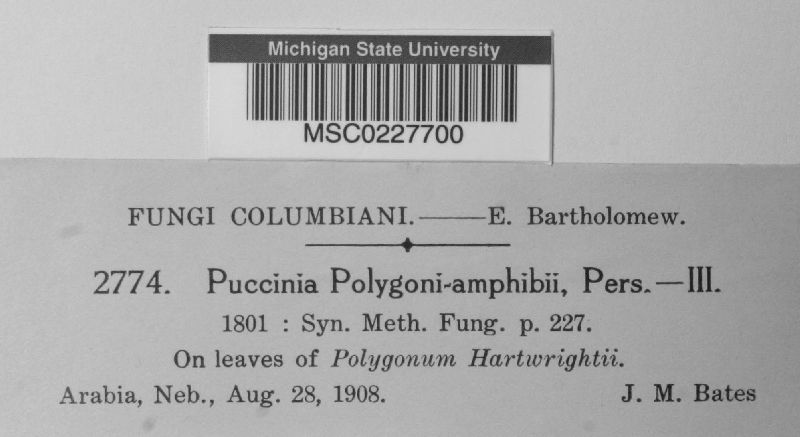 Michigan State University
MSC0227700
FUNGI COLUMBIANI.—E. Bartholomew.
2774. Puccinia Polygoni-amphibii, Pers.—III.
1801 : Syn. Meth. Fung. p. 227.
On leaves of Polygonum Hartwrightii.
Arabia, Neb., Aug. 28, 1908. J. M. Bates